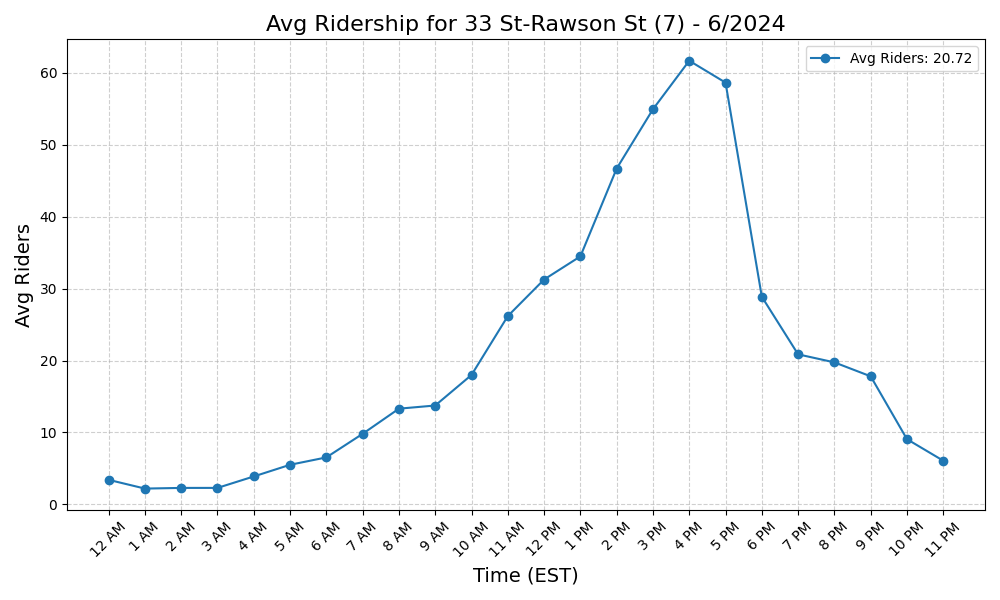 Avg Ridership for 33 St-Rawson St (7) - 6/2024
Avg Riders: 20.72
Avg Riders
60
50
40
30
20
10
0
12 AM
1 AM
2 AM
3 AM
4 AM
5 AM
6 AM
7 AM
8 AM
9 AM
10 AM
11 AM
12 PM
1 PM
2 PM
3 PM
4 PM
5 PM
6 PM
7 PM
8 PM
9 PM
10 PM
11 PM
Time (EST)